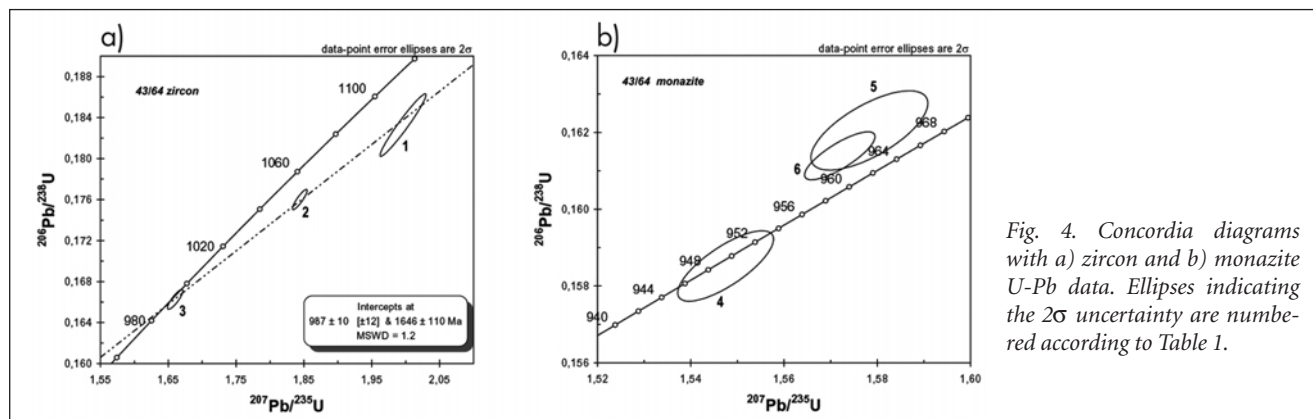 a)
data-point error ellipses are 2σ
43/64 zircon
0,188
0,184
0,180
0,176
0,172
0,168
0,164
0,160
1100
1060
1020
980
1
2
3
Intercepts at
987 ± 10 [±12] & 1646 ± 110 Ma
MSWD = 1.2
1,55 1,65 1,75 1,85 1,95 2,05
206Pb/238U
207Pb/235U
b)
data-point error ellipses are 2σ
43/64 monazite
0,164
0,162
0,160
0,158
0,156
5
968
964
6
960
956
952
948
944
940
4
1,52 1,54 1,56 1,58 1,60
206Pb/238U
207Pb/235U
Fig. 4. Concordia diagrams
with a) zircon and b) monazite
U-Pb data. Ellipses indicating
the 2σ uncertainty are numbe-
red according to Table 1.